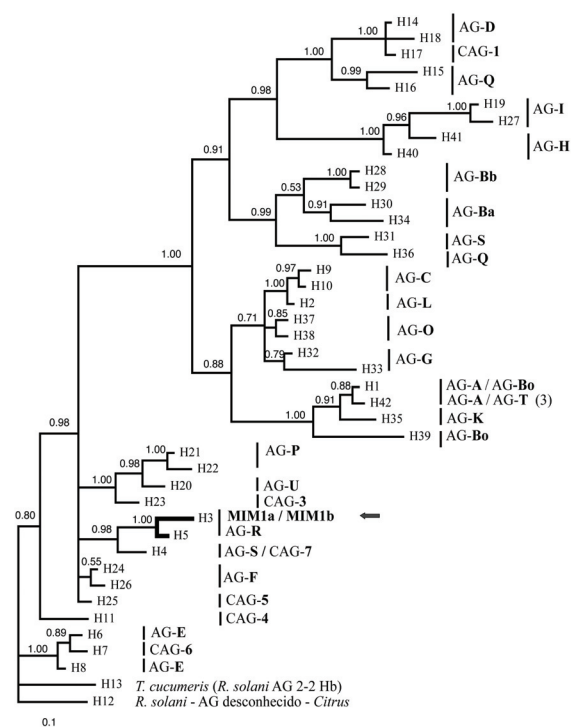 H14
1.00 H18 AG-D
1.00 H17 CAG-1
H15
0.99 AG-Q
H16
0.98
H19
1.00 AG-I
0.96 H27
H41
1.00 AG-H
H40
0.91
H28
1.00 AG-Bb
0.53 H29
H30
0.91 AG-Ba
H34
0.99
H31 AG-S
1.00
H36 AG-Q
1.00
H9
0.97 AG-C
1.00 H10
H2 AG-L
H37
0.71 0.85 AG-O
H38
H32
0.79 AG-G
H33
0.88
H1 AG-A / AG-Bo
0.88
0.91 H42 AG-A / AG-T (3)
H35 AG-K
1.00
H39 AG-Bo
0.98
H21
1.00 AG-P
0.98 H22
H20 AG-U
1.00
H23 CAG-3
1.00 H3 MIM1a / MIM1b
H5 AG-R
0.98
H4 AG-S / CAG-7
0.80
H24
0.55 AG-F
H26
H25 CAG-5
H11 CAG-4
H6 AG-E
0.89
H7 CAG-6
1.00
H8 AG-E
H13 T. cucumeris (R. solani AG 2-2 Hb)
H12 R. solani - AG desconhecido - Citrus
0.1